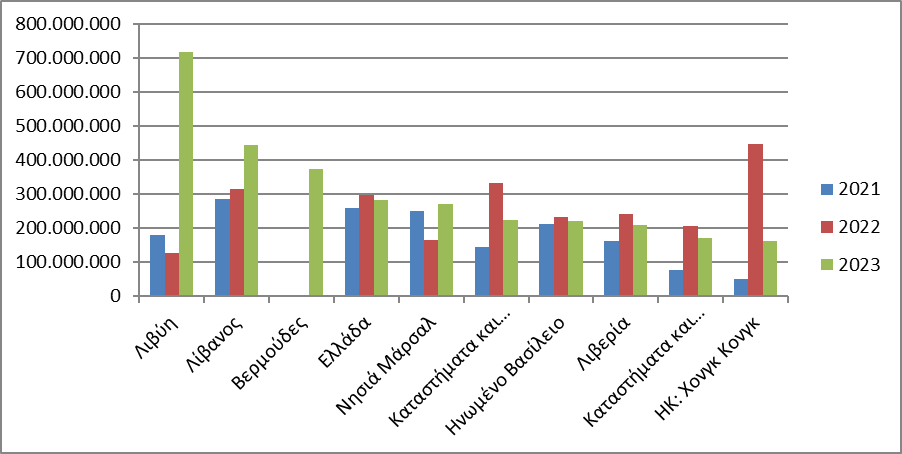 800.000.000
700.000.000
600.000.000
500.000.000
400.000.000
300.000.000
200.000.000
100.000.000
0
Λιβύη
Λίβανος
Βερμούδες
Ελλάδα
Νησιά Μάρσαλ
Καταστήματα και...
Ηνωμένο Βασίλειο
Λιβερία
Καταστήματα και...
ΗΚ: Χονγκ Κονγκ
2021
2022
2023